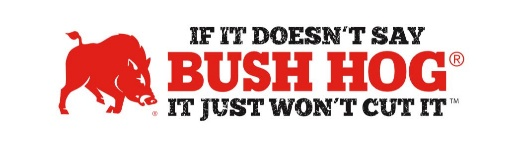 IF IT DOESN'T SAY
BUSH HOG®
IT JUST WON'T CUT IT™
®